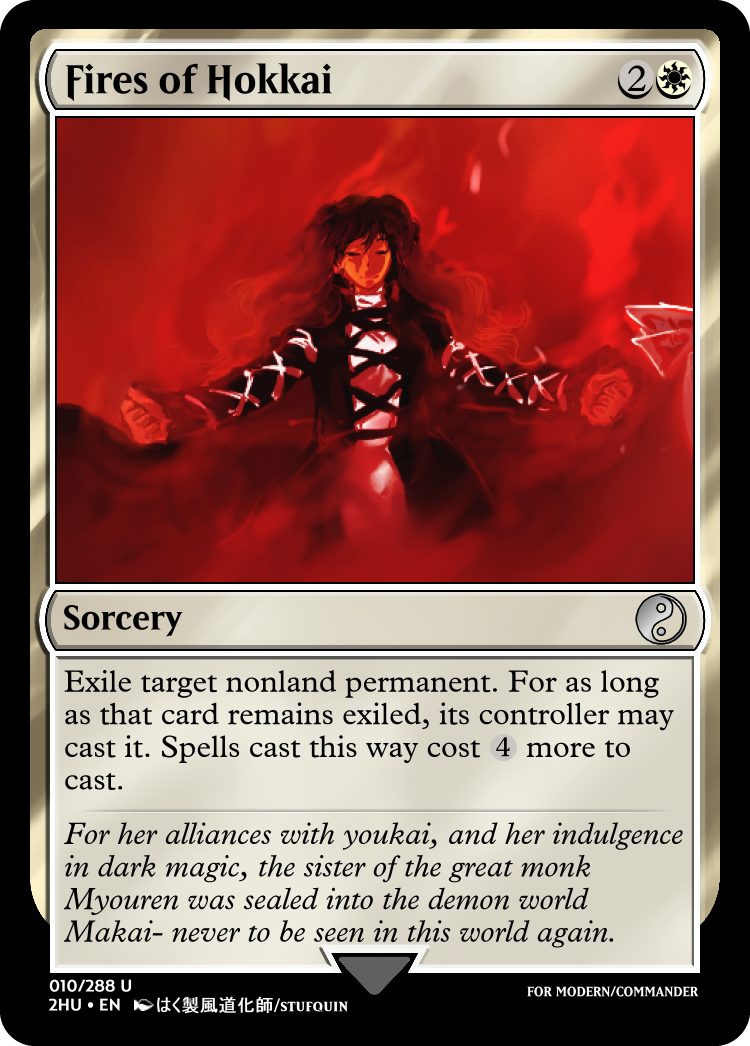 Fires of Hokkai 2
Sorcery
Exile target nonland permanent. For as long
as that card remains exiled, its controller may
cast it. Spells cast this way cost 4 more to
cast.
For her alliances with youkai, and her indulgence
in dark magic, the sister of the great monk
Myouren was sealed into the demon world
Makai- never to be seen in this world again.
010/288 U
2HU • EN はく製風道化師/STUFQUIN
FOR MODERN/COMMANDER